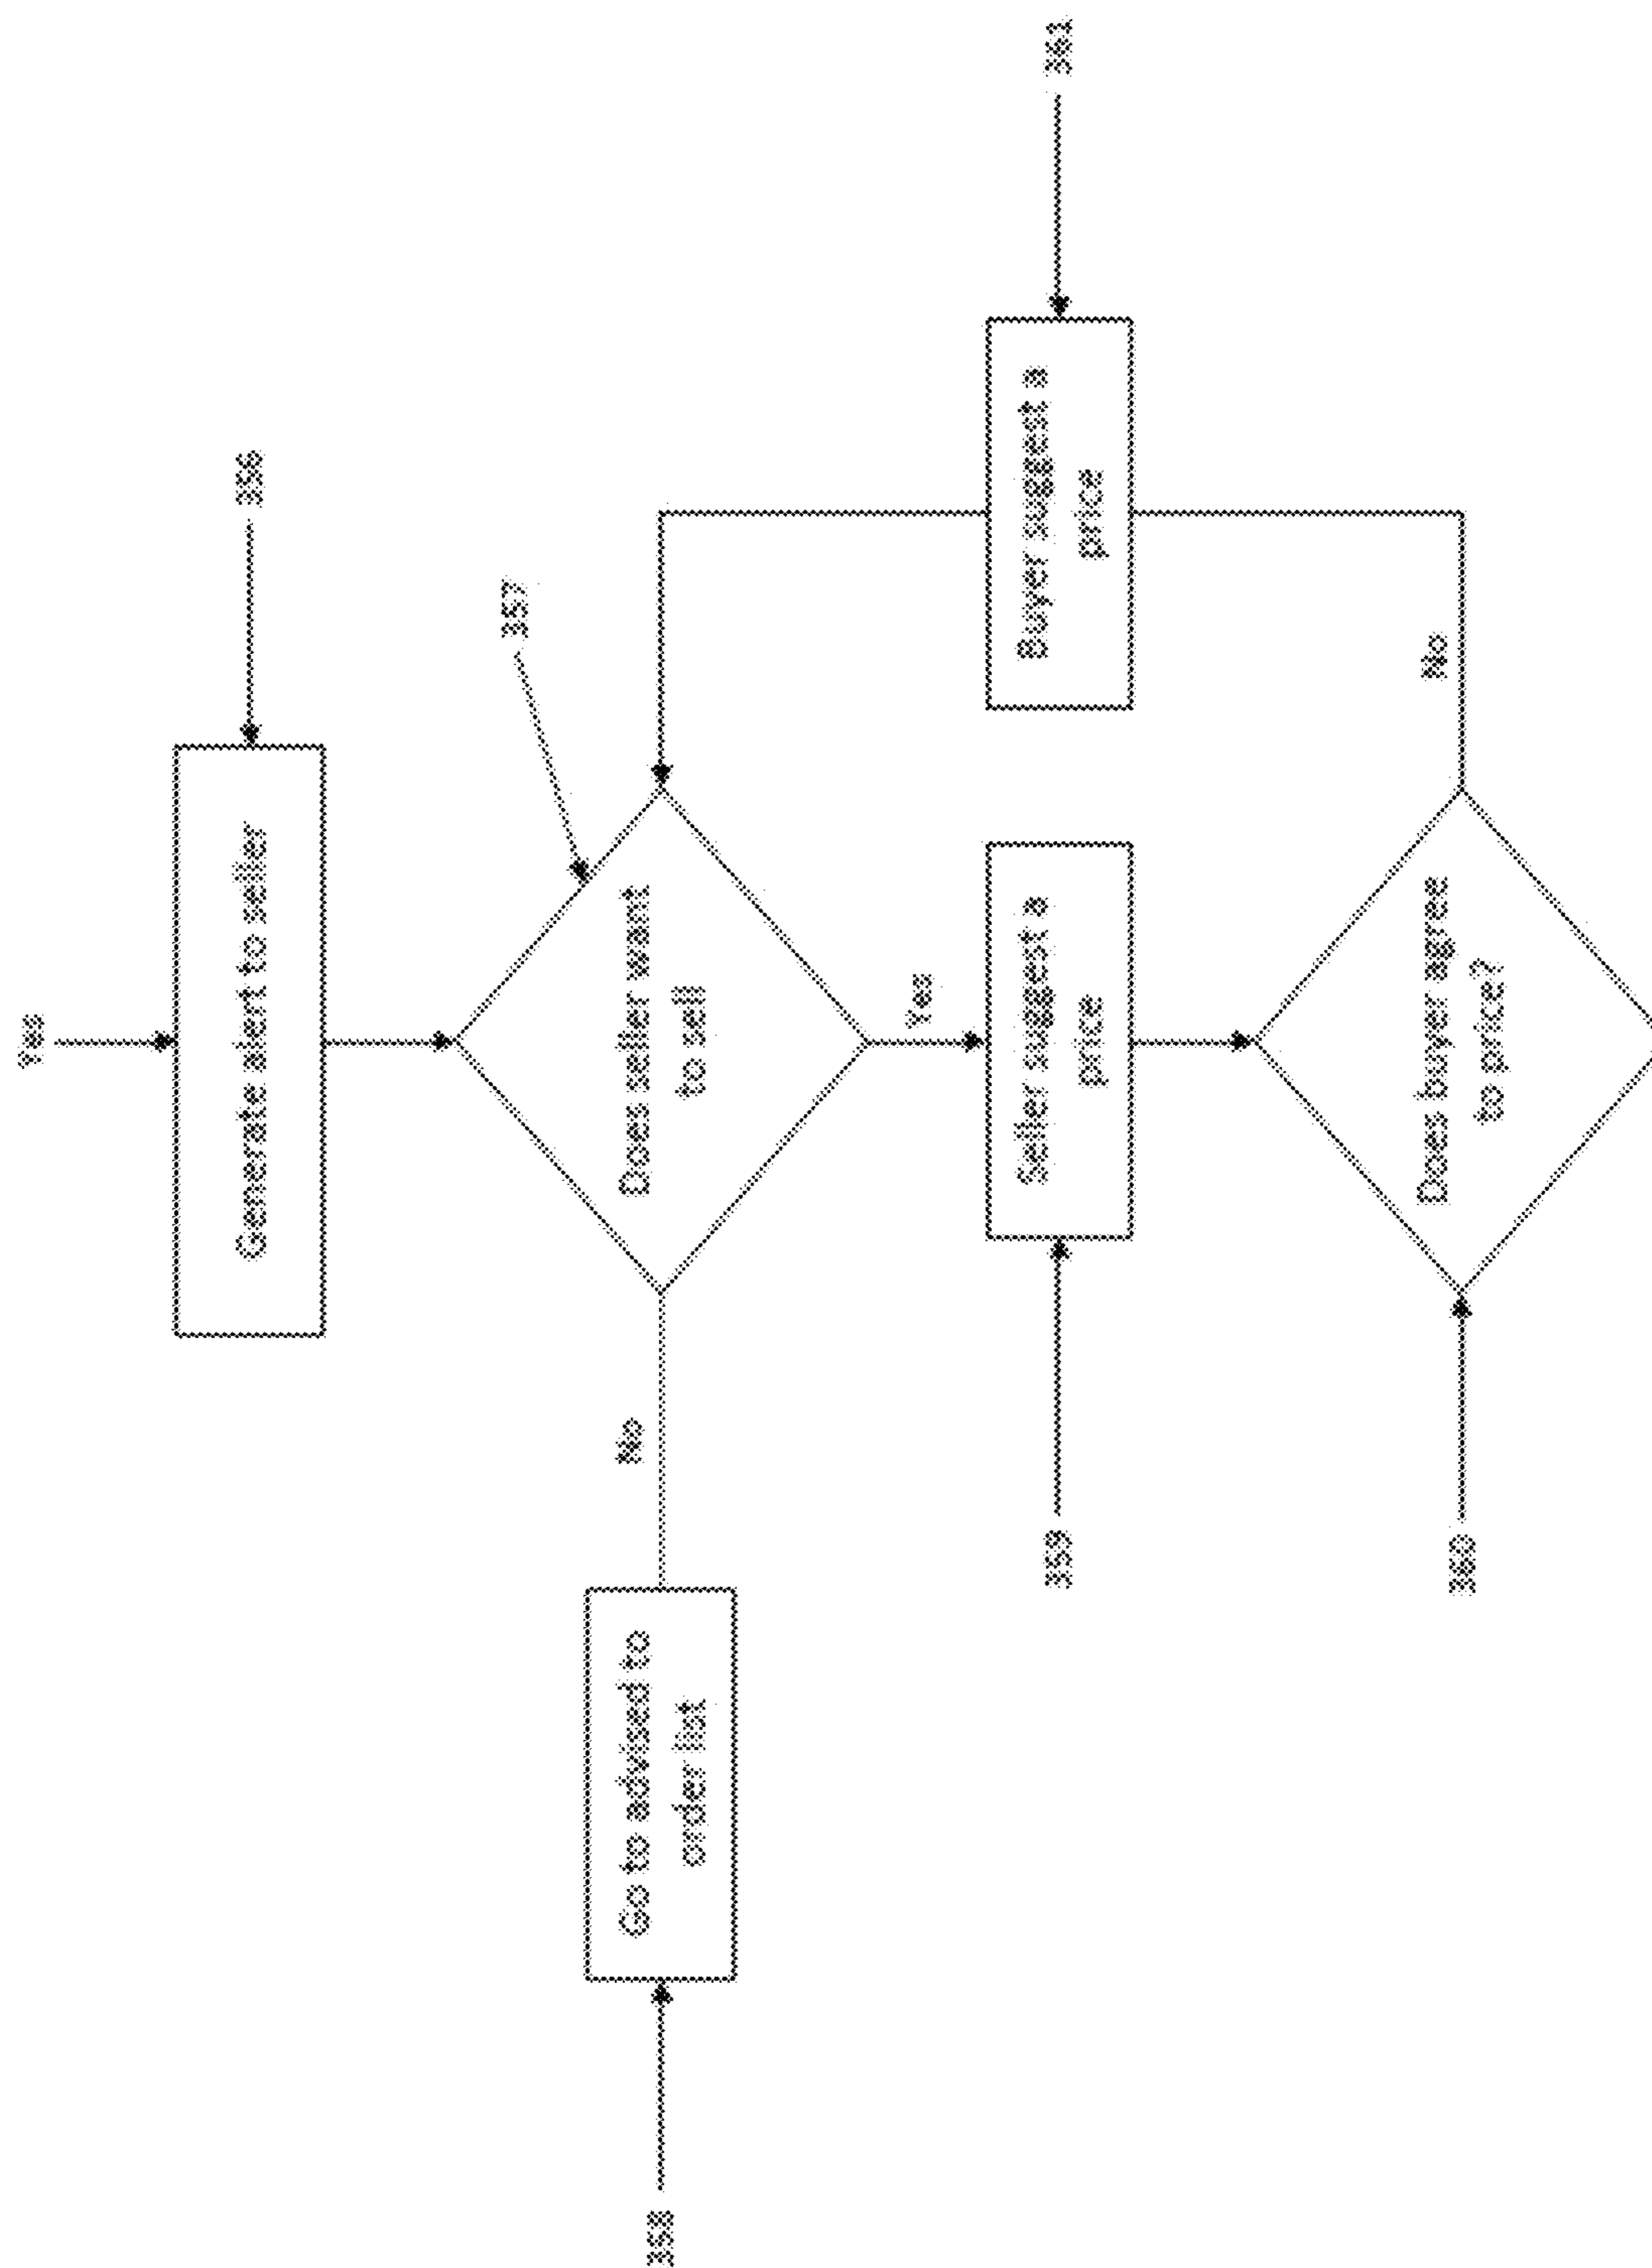 Yes
Generate alert to seller
356
357
358
Go to advised to
order list
No
Does seller want
to sell
Yes
359
Seller suggest a
price
Buyer suggest a
price
361
360
Does buyer agree
to price?
No